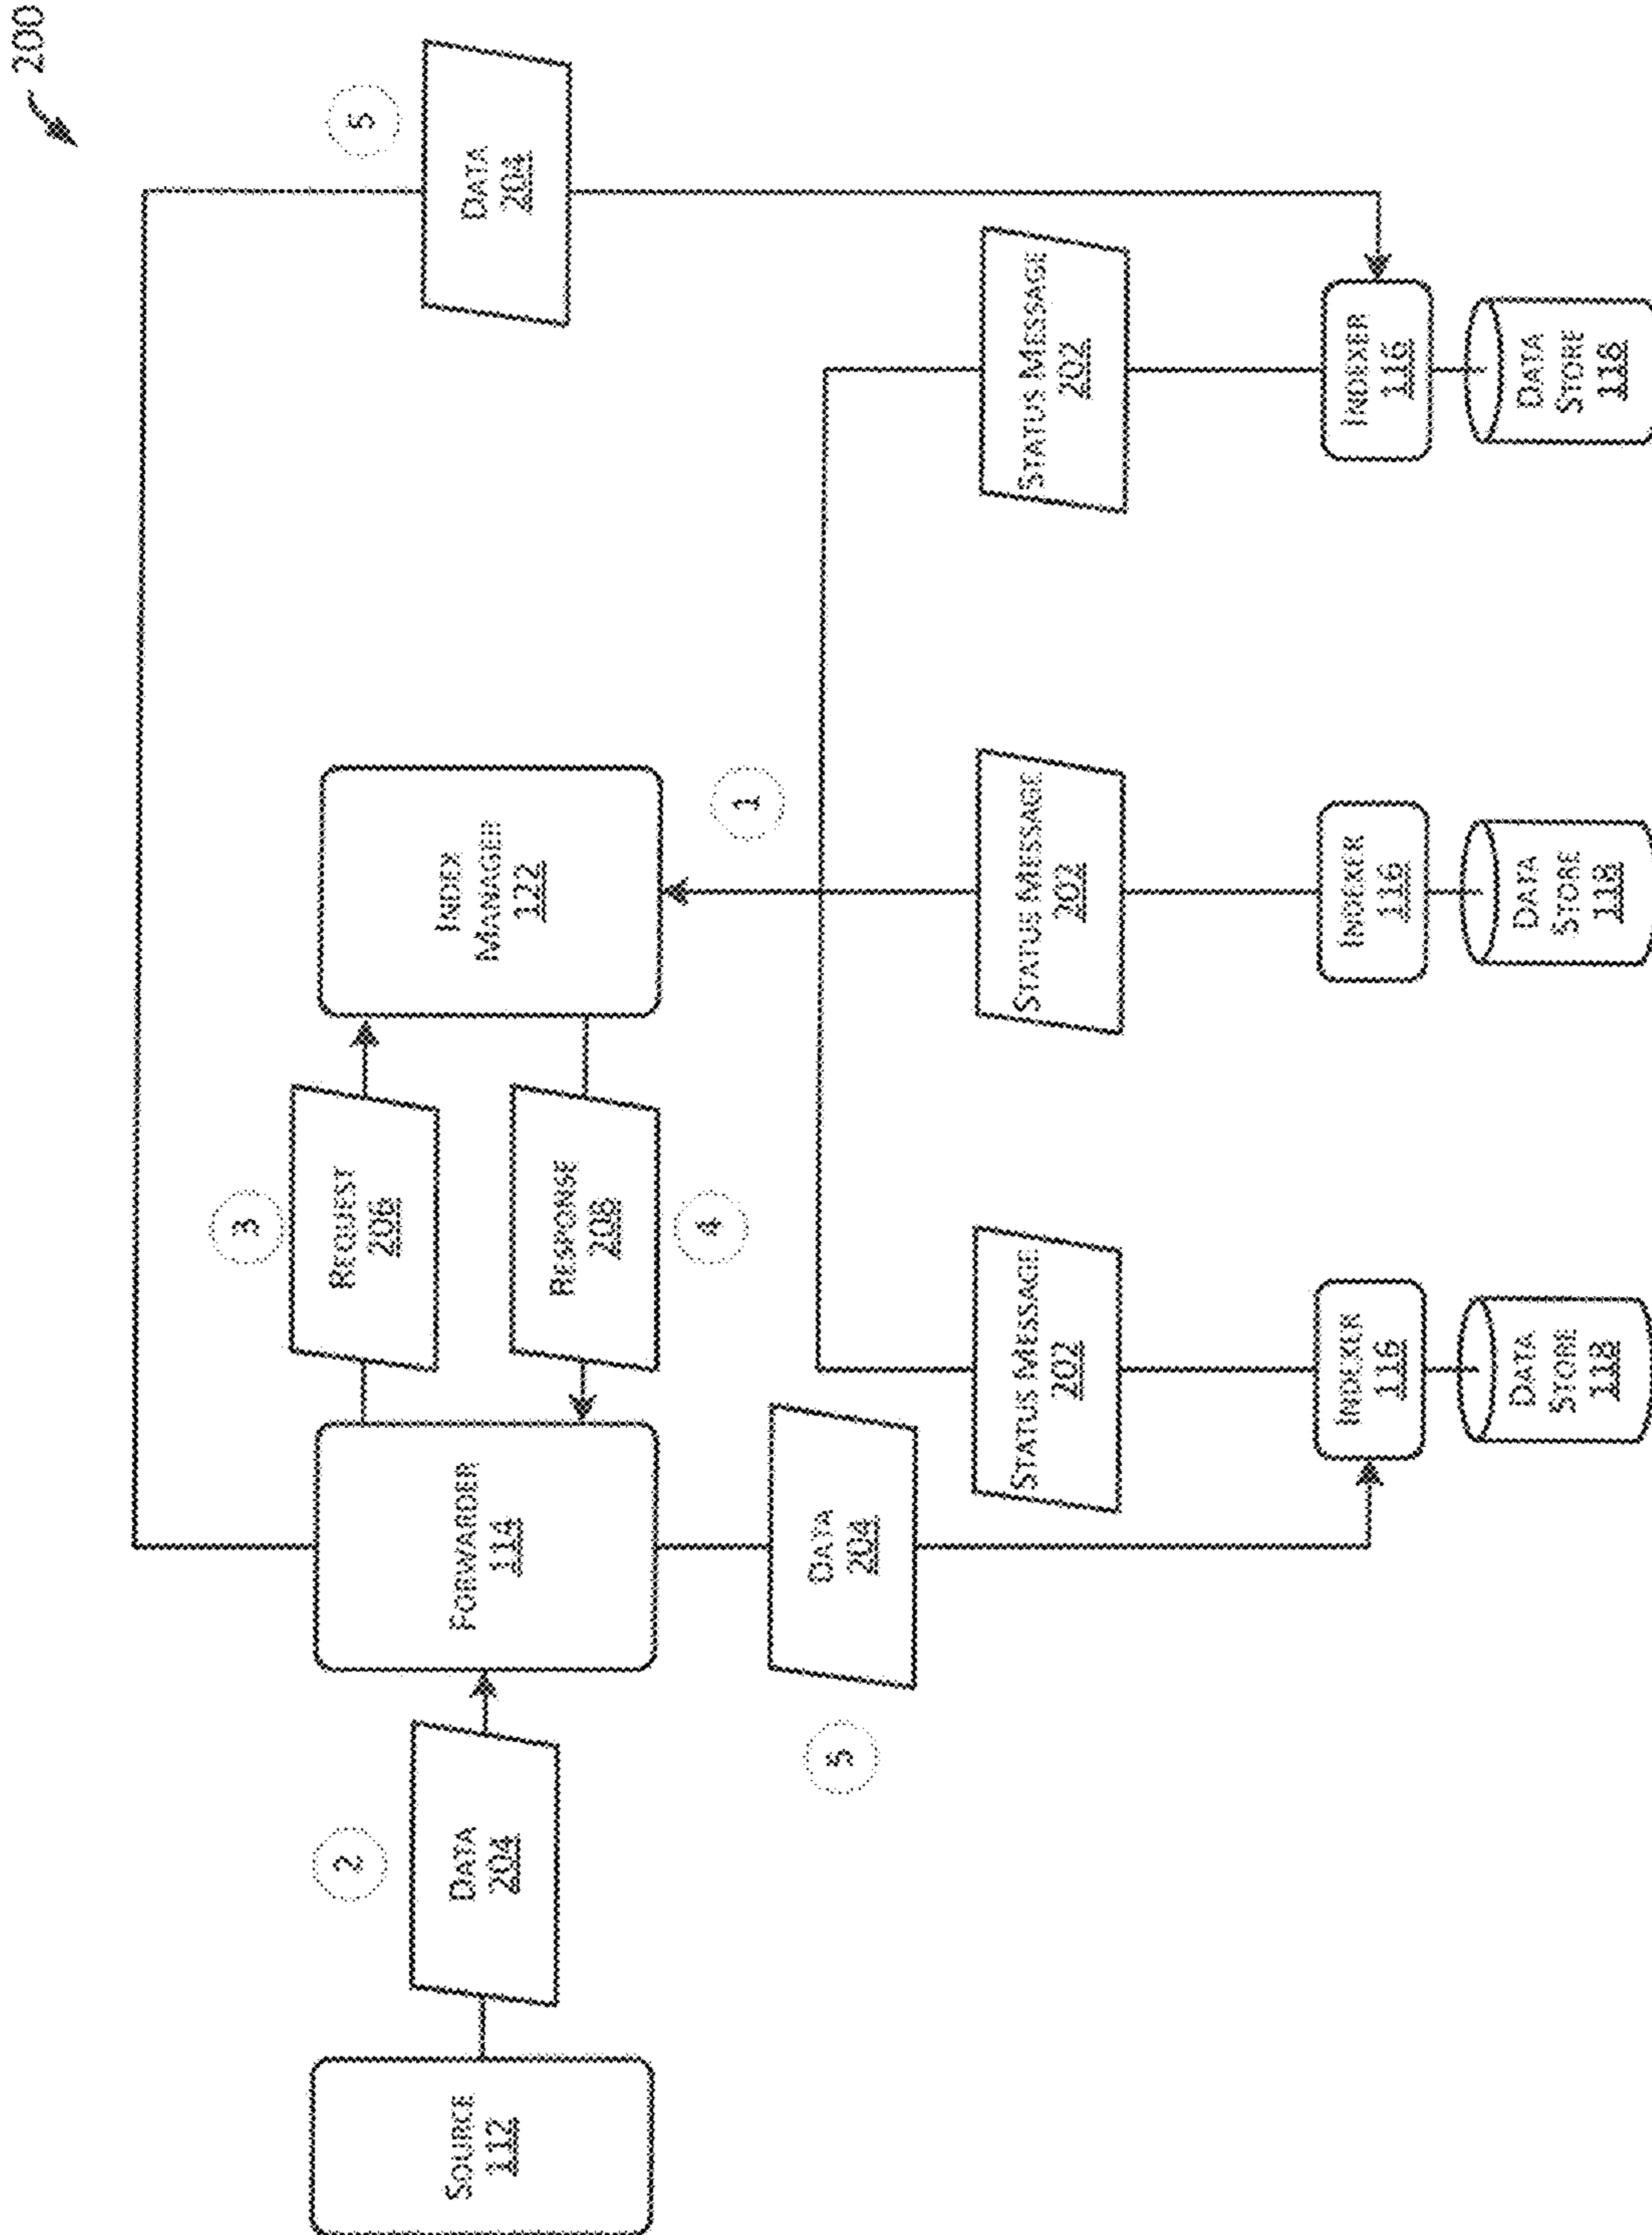 200
2
3
5
SOURCE
112
DATA
204
FORWARDER
114
REQUEST
206
RESPONSE
208
4
INDEX
MANAGER
122
1
DATA
204
5
DATA
204
STATUS MESSAGE
202
STATUS MESSAGE
202
STATUS MESSAGE
202
INDEXER
116
INDEXER
116
INDEXER
116
DATA
STORE
118
DATA
STORE
118
DATA
STORE
118